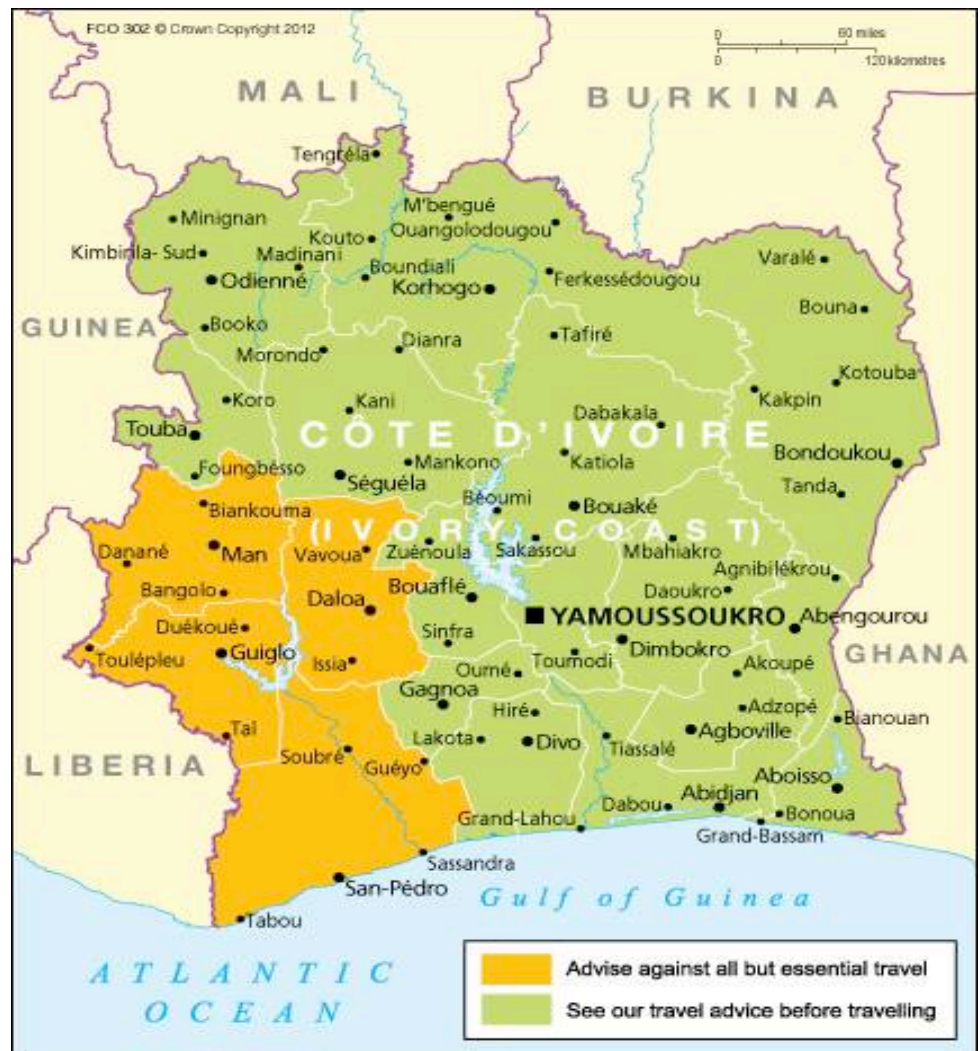 FCO 302 © Crown Copyright 2012
0 60 miles
0 120 kilometres
MALI
BURKINA
Tengréla
Minignan
M'bengué
Ouangolodougou
Kouto
Kimbirila- Sud
Madinani
Varalé
Odienné
Boundiali
Korhogo
Ferkessédougou
Bouna
GUINEA
Booko
Tafiré
Morondo
Dianra
Kotouba
Koro
Kani
Kakpin
Dabakala
Touba
CÔTE D'IVOIRE
Foungbésso
Mankono
Katiola
Bondoukou
Séguéla
Tanda
Biankouma
Béoumi
Bouaké
(IVORY COAST)
Man
Vavoua
Zuénoula
Sakassou
Mbahiakro
Danané
Agnibilékrou
Bangolo
Daloa
Bouaflé
Daoukro
YAMOUSSOUKRO
Abengourou
Duékoué
Sinfra
Toulépleu
Guiglo
Issia
Oumé
Toumodi
Dimbokro
Akoupé
GHANA
Gagnoa
Hiré
Adzopé
Bianouan
Taï
Lakota
Divo
Tiassalé
Agboville
LIBERIA
Soubré
Guéyo
Aboisso
Dabou
Abidjan
Bonoua
Grand-Lahou
Grand-Bassam
Sassandra
San-Pédro
Gulf of Guinea
Tabou
ATLANTIC
OCEAN
Advise against all but essential travel
See our travel advice before travelling